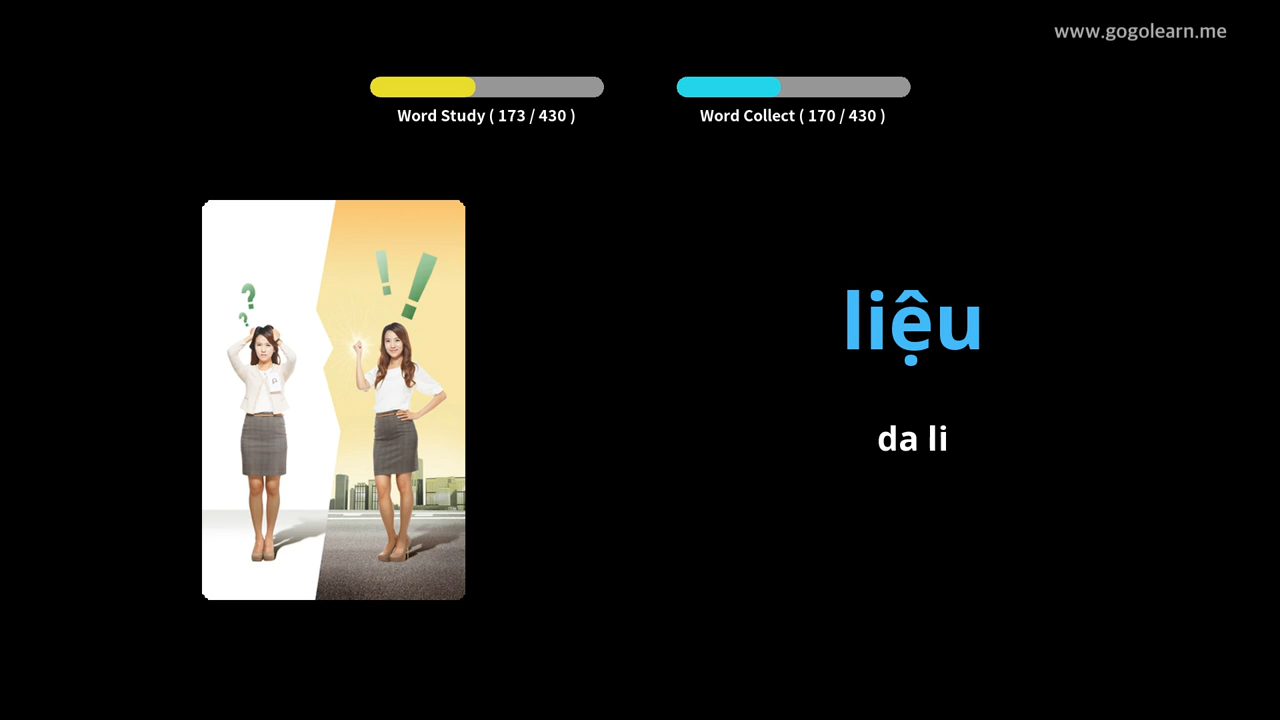 www.gogolearn.me
Word Study ( 173 / 430 )
Word Collect ( 170 / 430 )
? ?
! !
liệu
da li